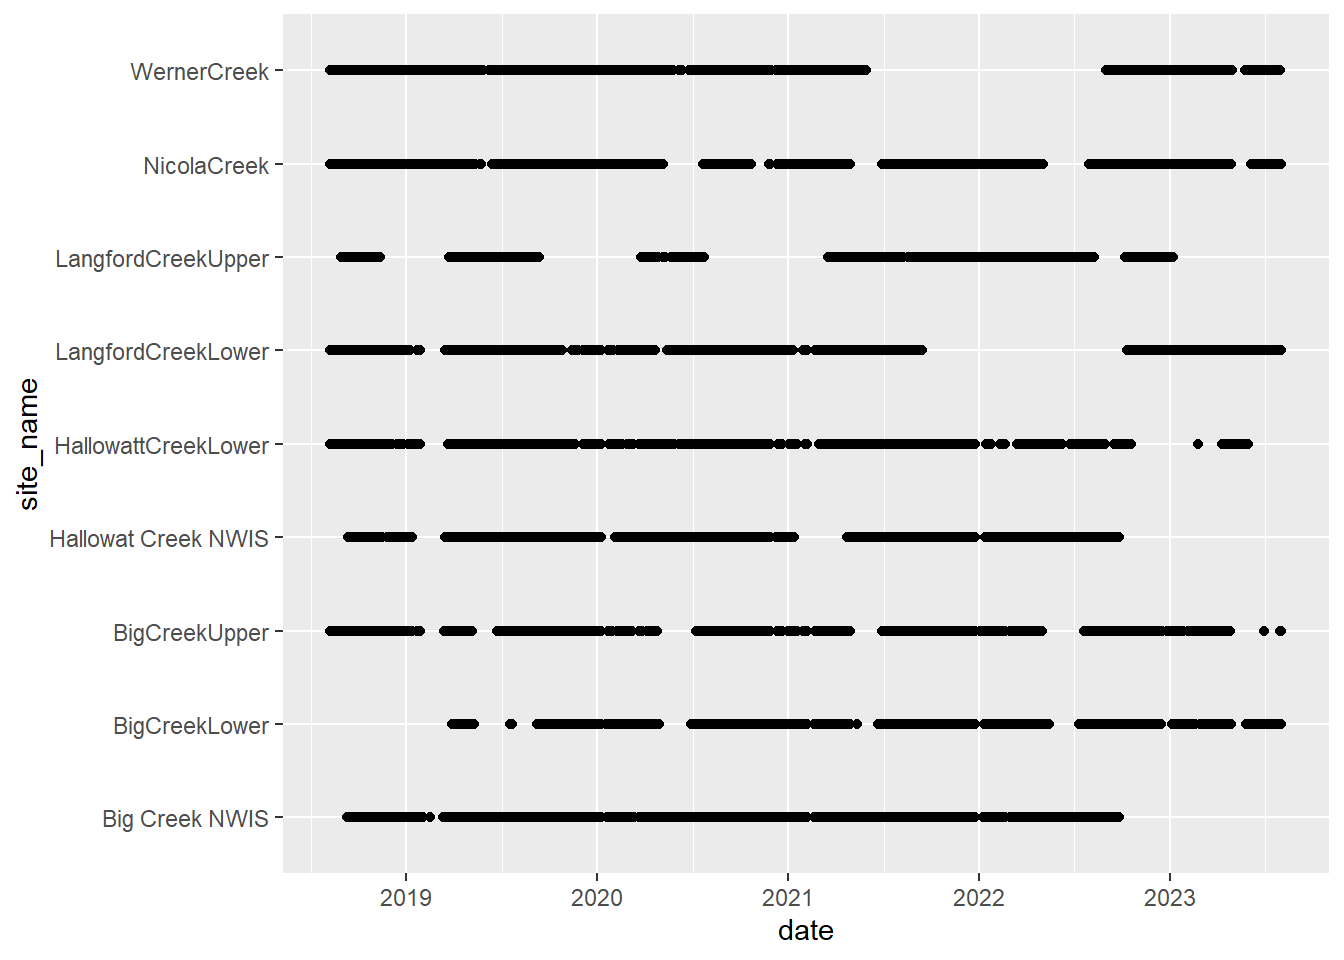 WernerCreek
NicolaCreek
LangfordCreekUpper
LangfordCreekLower
HallowattCreekLower
Hallowat Creek NWIS
BigCreekUpper
BigCreekLower
Big Creek NWIS
site_name
2019 2020 2021 2022 2023
date